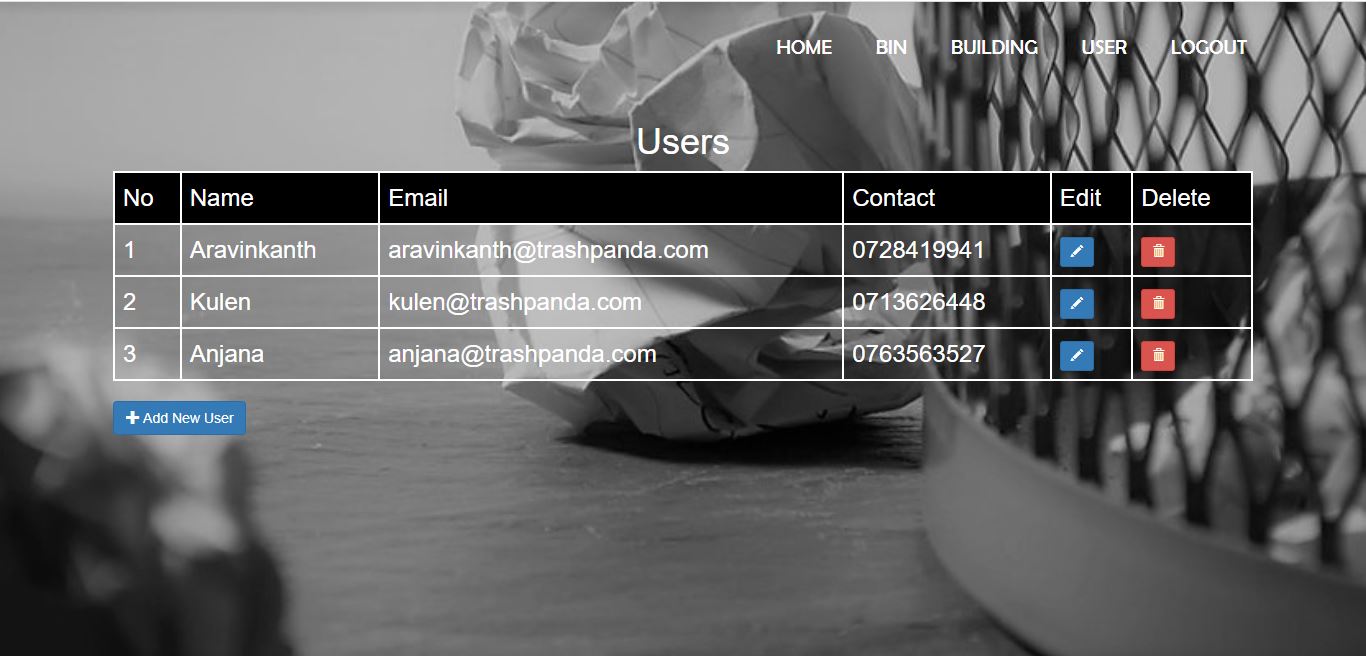 HOME BIN BUILDING USER LOGOUT
Users
No Name Email Contact Edit Delete
1 Aravinkanth aravinkanth@trashpanda.com 0728419941
2 Kulen kulen@trashpanda.com 0713626448
3 Anjana anjana@trashpanda.com 0763563527
Add New User